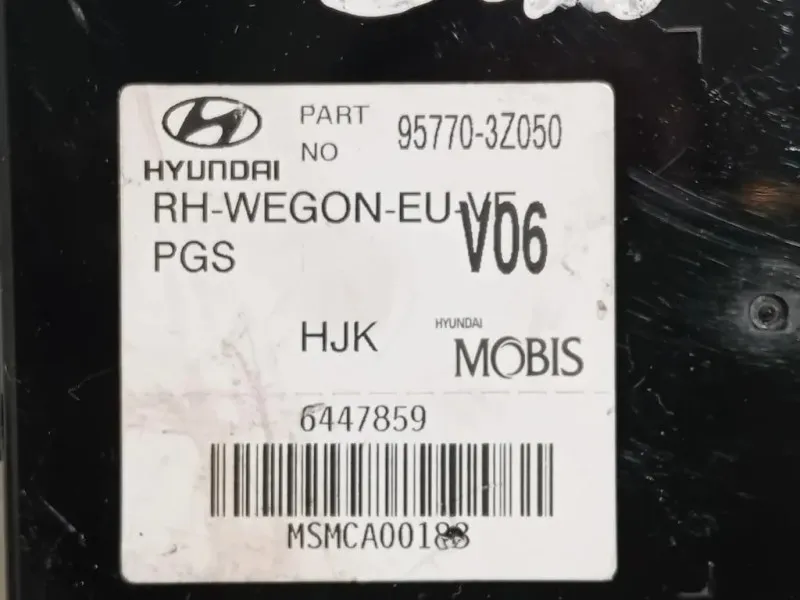 HYUNDAI
PART NO 95770-3Z050
RH-WEGON-EU-VF
PGS V06
HJK
HYUNDAI MOBIS
6447859
MSMCA00188